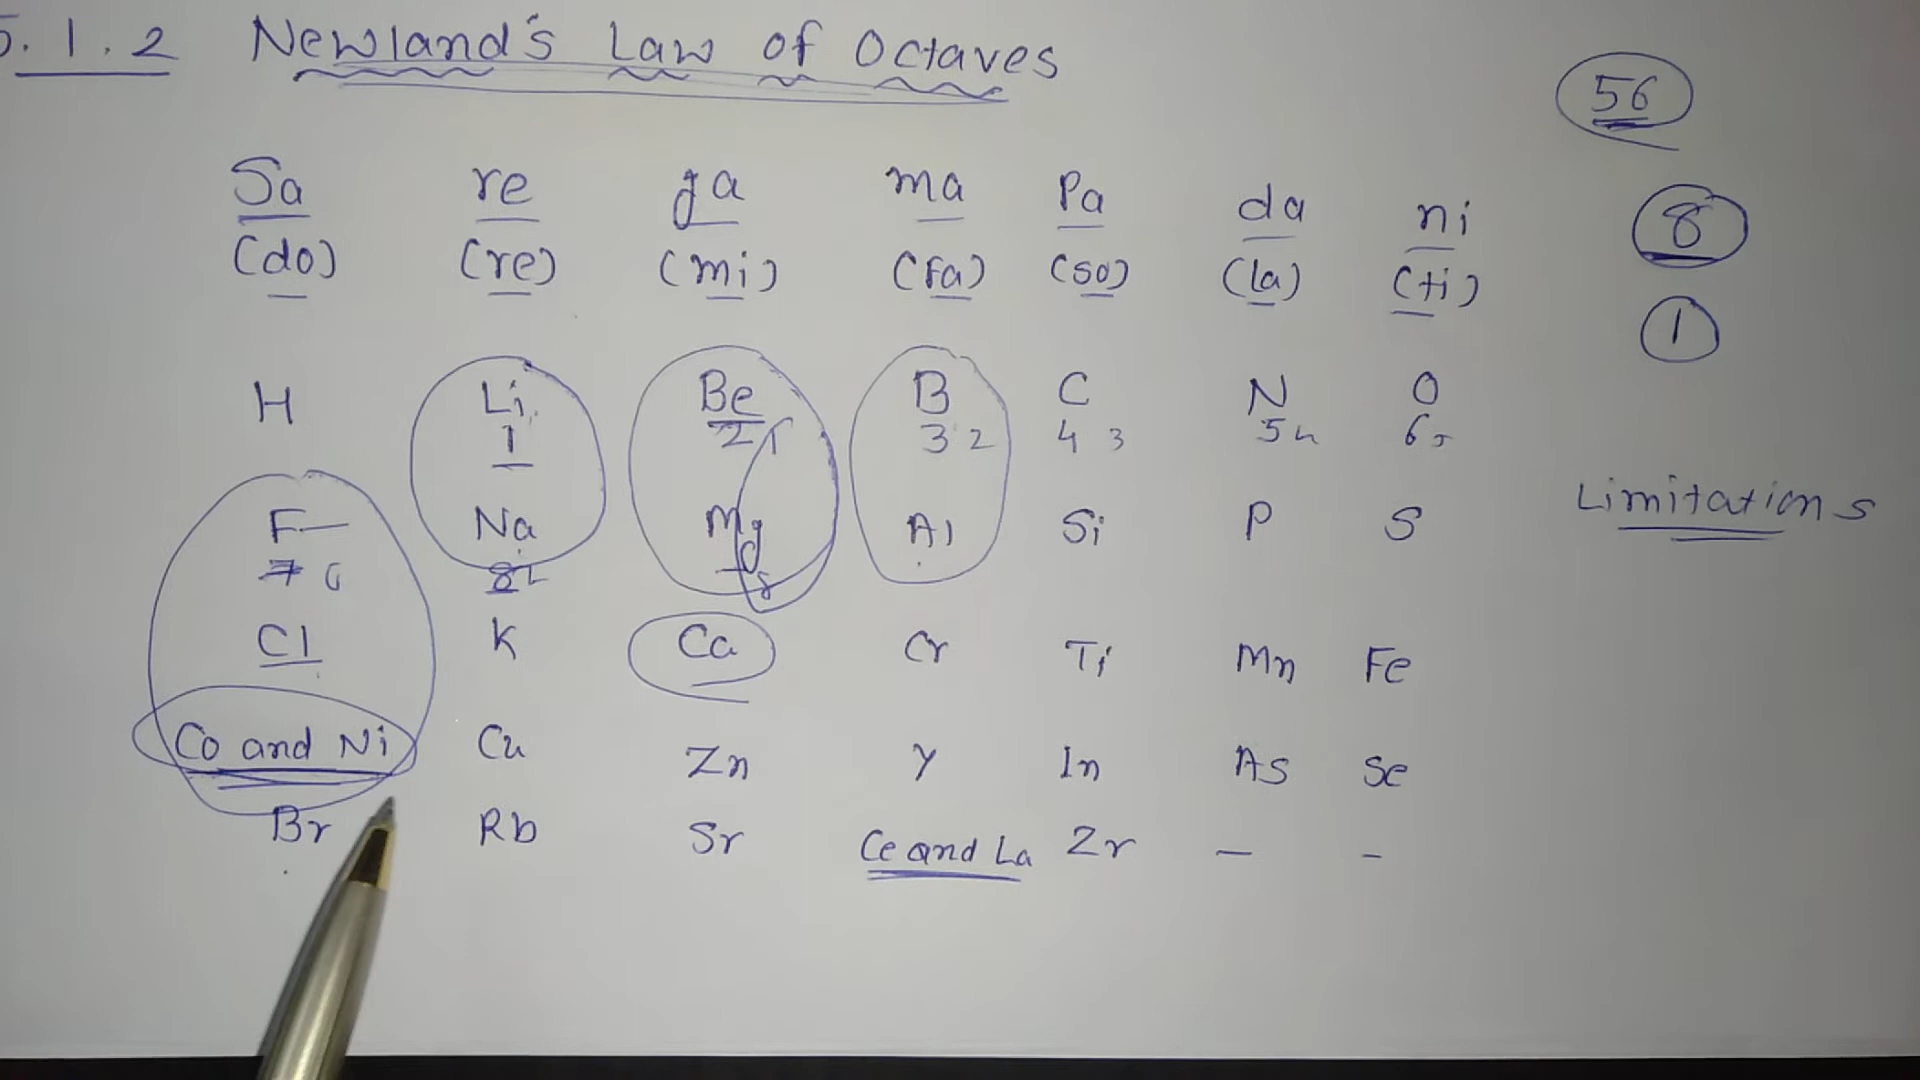 5.1.2 Newland's Law of Octaves
56
Sa re ga ma Pa da ni
8
(do) (re) (mi) (fa) (so) (la) (ti)
1
H Li Be B C N O
1 2 1 3 2 4 3 5 6
F Na Mg Al Si P S
Limitations
7 6 8 8
Cl K Ca Cr Ti Mn Fe
Co and Ni Cu Zn Y In As Se
Br Rb Sr Ce and La Zr — -